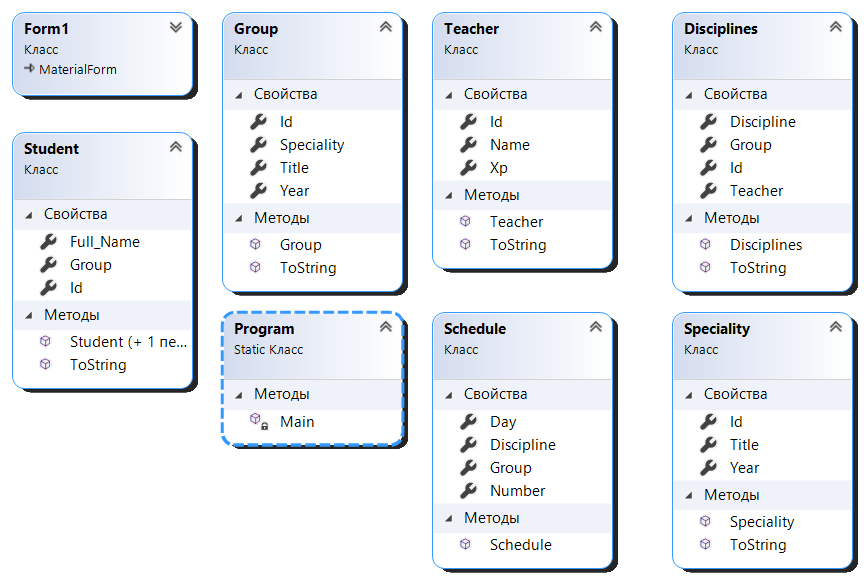 Form1
Класс
MaterialForm
Student
Класс
Свойства
Full_Name
Group
Id
Методы
Student (+ 1 пе...
ToString
Group
Класс
Свойства
Id
Speciality
Title
Year
Методы
Group
ToString
Program
Static Класс
Методы
Main
Teacher
Класс
Свойства
Id
Name
Xp
Методы
Teacher
ToString
Schedule
Класс
Свойства
Day
Discipline
Group
Number
Методы
Schedule
Disciplines
Класс
Свойства
Discipline
Group
Id
Teacher
Методы
Disciplines
ToString
Speciality
Класс
Свойства
Id
Title
Year
Методы
Speciality
ToString